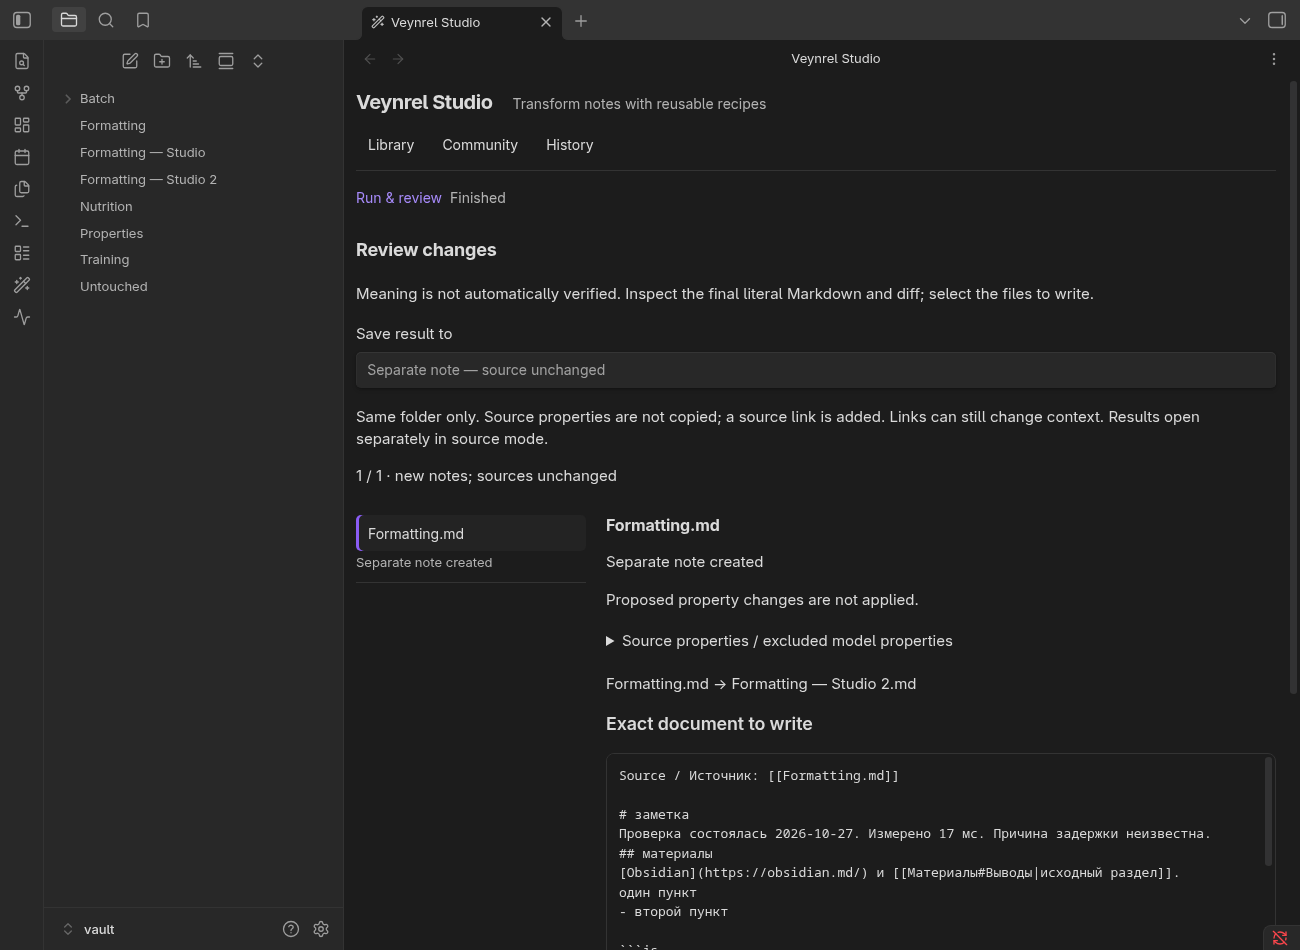 Veynrel Studio
Veynrel Studio
Batch
Formatting
Formatting — Studio
Formatting — Studio 2
Nutrition
Properties
Training
Untouched
vault
Veynrel Studio Transform notes with reusable recipes
Library Community History
Run & review Finished
Review changes
Meaning is not automatically verified. Inspect the final literal Markdown and diff; select the files to write.
Save result to
Separate note — source unchanged
Same folder only. Source properties are not copied; a source link is added. Links can still change context. Results open
separately in source mode.
1 / 1 · new notes; sources unchanged
Formatting.md
Separate note created
Formatting.md
Separate note created
Proposed property changes are not applied.
Source properties / excluded model properties
Formatting.md → Formatting — Studio 2.md
Exact document to write
Source / Источник: [[Formatting.md]]
# заметка
Проверка состоялась 2026-10-27. Измерено 17 мс. Причина задержки неизвестна.
## материалы
[Obsidian](https://obsidian.md/) и [[Материалы#Выводы|исходный раздел]].
один пункт
- второй пункт
```js